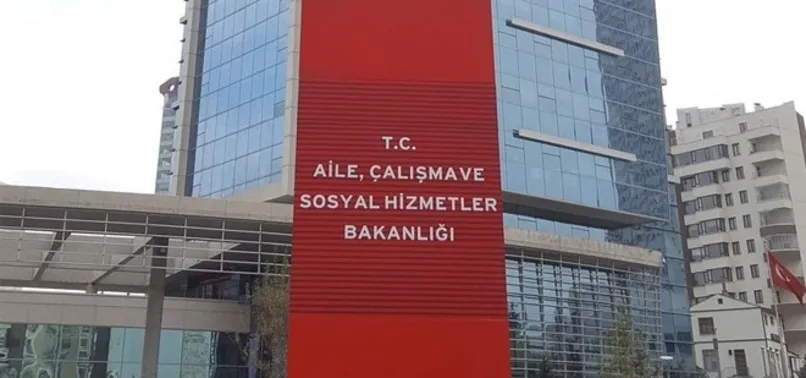 T.C.
AİLE, ÇALIŞMAVE
SOSYAL HİZMETLER
BAKANLIĞI